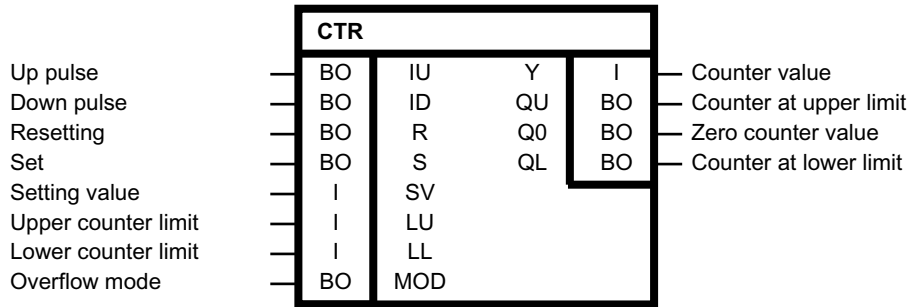 CTR
Up pulse BO IU Y I Counter value
Down pulse BO ID QU BO Counter at upper limit
Resetting BO R Q0 BO Zero counter value
Set BO S QL BO Counter at lower limit
Setting value I SV
Upper counter limit I LU
Lower counter limit I LL
Overflow mode BO MOD